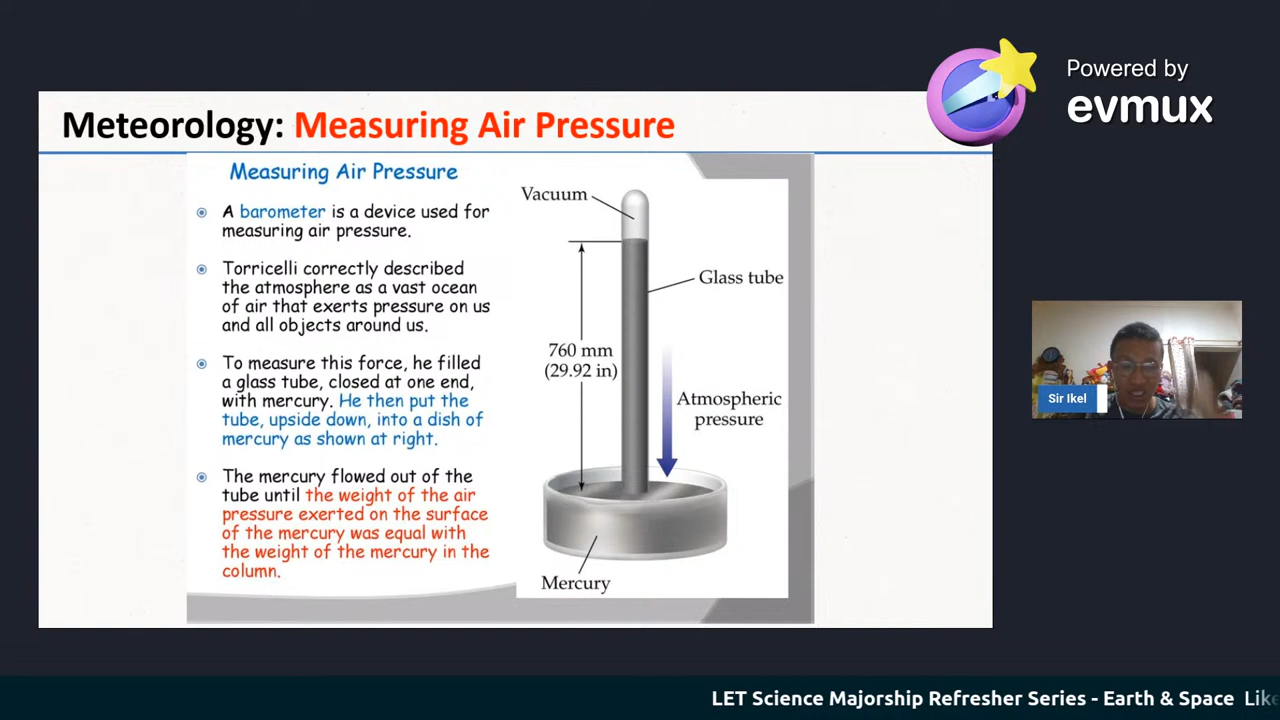 Powered by
evmux
Meteorology: Measuring Air Pressure
Measuring Air Pressure
A barometer is a device used for
measuring air pressure.
Torricelli correctly described
the atmosphere as a vast ocean
of air that exerts pressure on us
and all objects around us.
To measure this force, he filled
a glass tube, closed at one end,
with mercury. He then put the
tube, upside down, into a dish of
mercury as shown at right.
The mercury flowed out of the
tube until the weight of the air
pressure exerted on the surface
of the mercury was equal with
the weight of the mercury in the
column.
Vacuum
Glass tube
760 mm
(29.92 in)
Atmospheric
pressure
Mercury
Sir Ikel
LET Science Majorship Refresher Series - Earth & Space Like